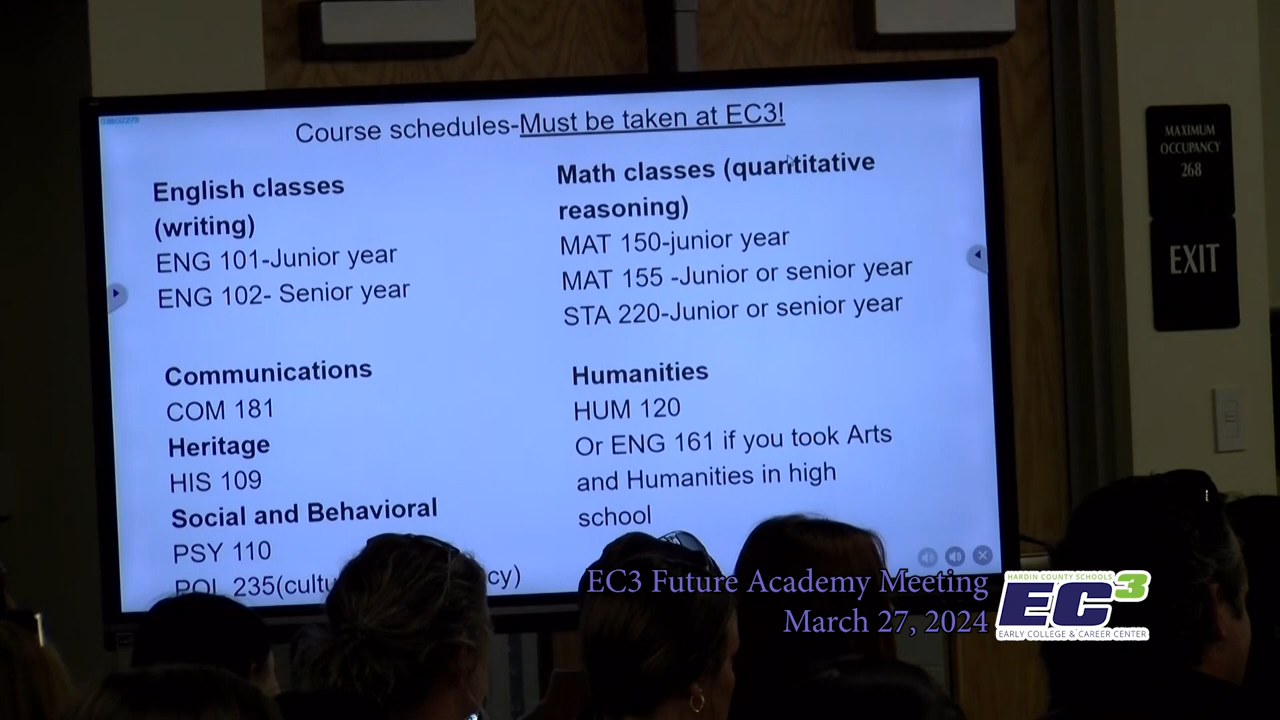 Course schedules-Must be taken at EC3!
English classes
(writing)
ENG 101-Junior year
ENG 102- Senior year
Communications
COM 181
Heritage
HIS 109
Social and Behavioral
PSY 110
POL 235(cultu cy)
Math classes (quantitative
reasoning)
MAT 150-junior year
MAT 155 -Junior or senior year
STA 220-Junior or senior year
Humanities
HUM 120
Or ENG 161 if you took Arts
and Humanities in high
school
MAXIMUM
OCCUPANCY
268
EXIT
EC3 Future Academy Meeting
March 27, 2024
HARDIN COUNTY SCHOOLS
EC3
EARLY COLLEGE & CAREER CENTER